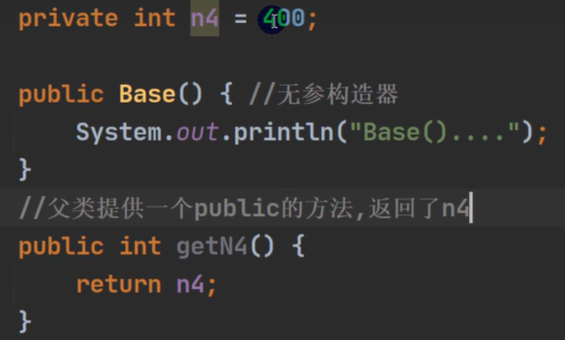 private int n4 = 400;
public Base() { //无参构造器
System.out.println("Base()....");
}
//父类提供一个public的方法,返回了n4
public int getN4() {
return n4;
}